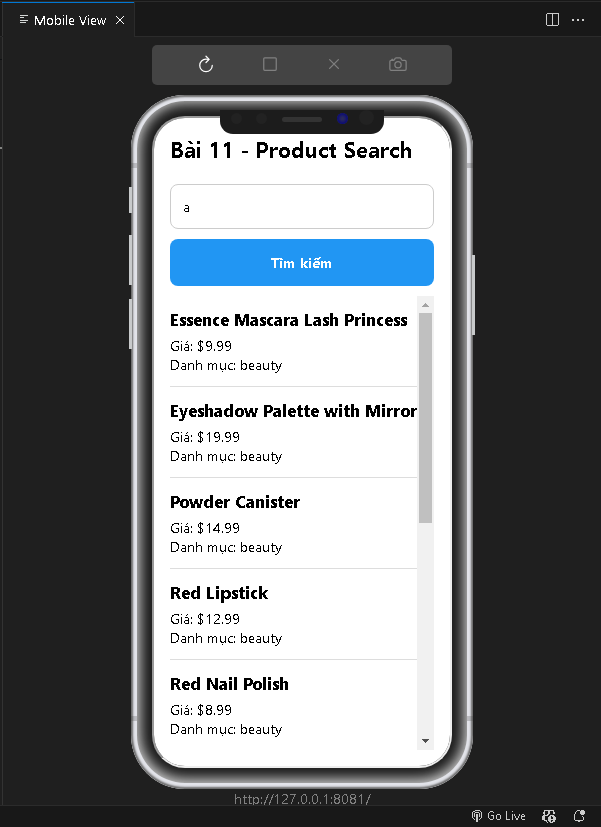 Mobile View
Bài 11 - Product Search
a
Tìm kiếm
Essence Mascara Lash Princess
Giá: $9.99
Danh mục: beauty
Eyeshadow Palette with Mirror
Giá: $19.99
Danh mục: beauty
Powder Canister
Giá: $14.99
Danh mục: beauty
Red Lipstick
Giá: $12.99
Danh mục: beauty
Red Nail Polish
Giá: $8.99
Danh mục: beauty
http://127.0.0.1:8081/
Go Live